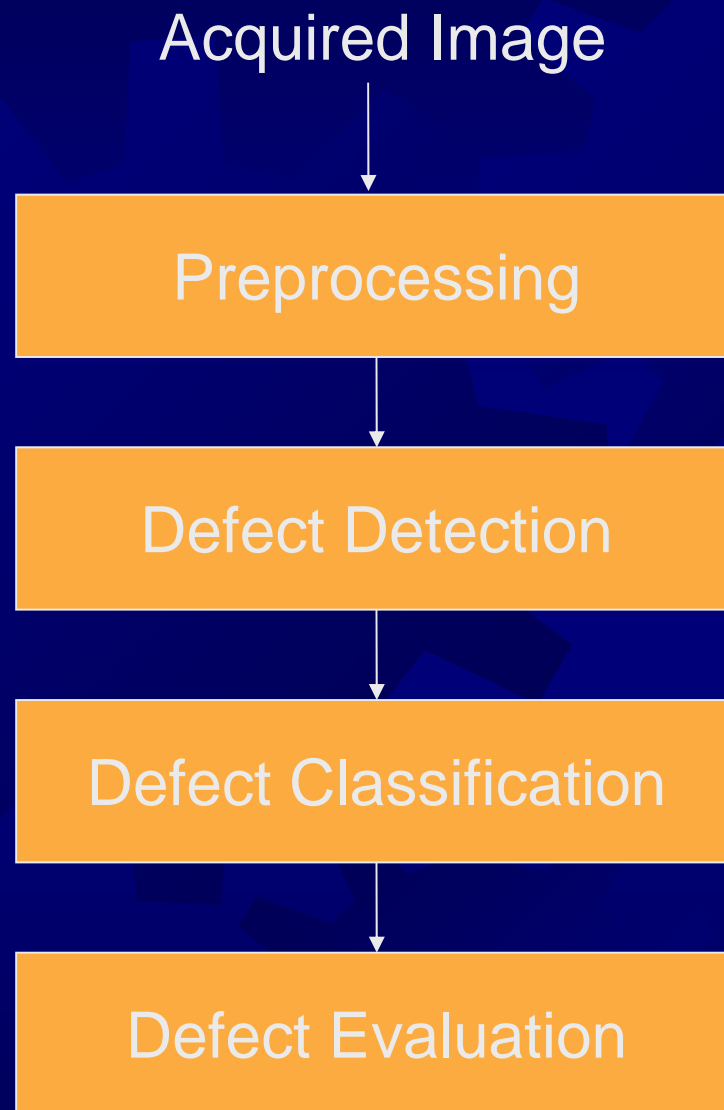 Acquired Image
Preprocessing
Defect Detection
Defect Classification
Defect Evaluation